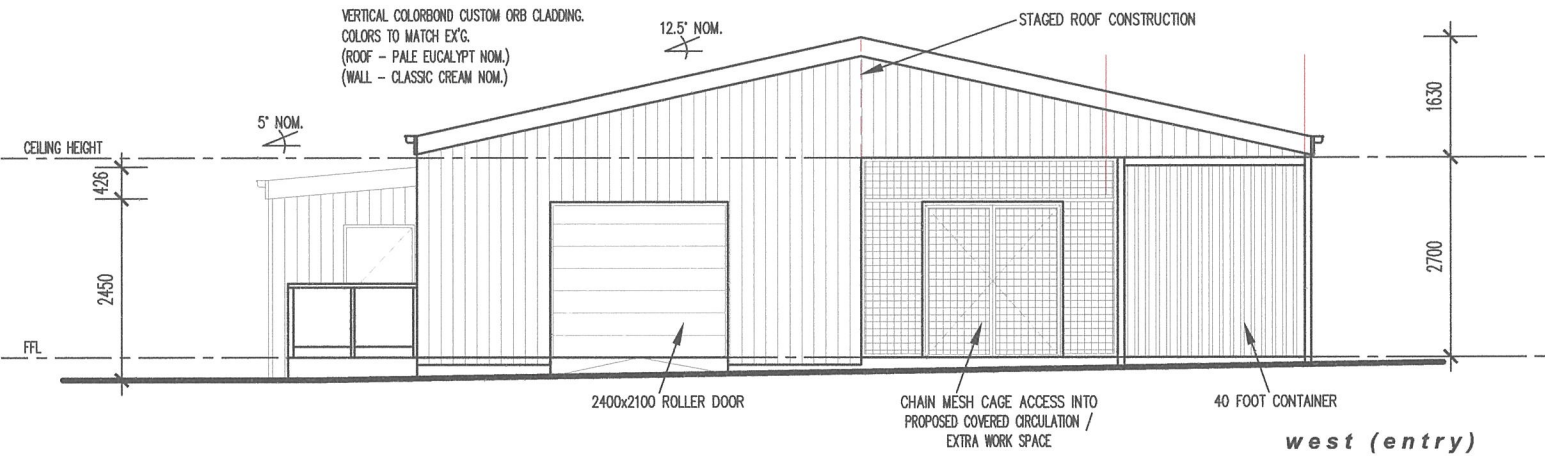 VERTICAL COLORBOND CUSTOM ORB CLADDING.
COLORS TO MATCH EX'G.
(ROOF - PALE EUCALYPT NOM.)
(WALL - CLASSIC CREAM NOM.)
12.5° NOM.
STAGED ROOF CONSTRUCTION
1630
5° NOM.
CEILING HEIGHT
426
2450
2700
FFL
2400x2100 ROLLER DOOR
CHAIN MESH CAGE ACCESS INTO
PROPOSED COVERED CIRCULATION /
EXTRA WORK SPACE
40 FOOT CONTAINER
west (entry)